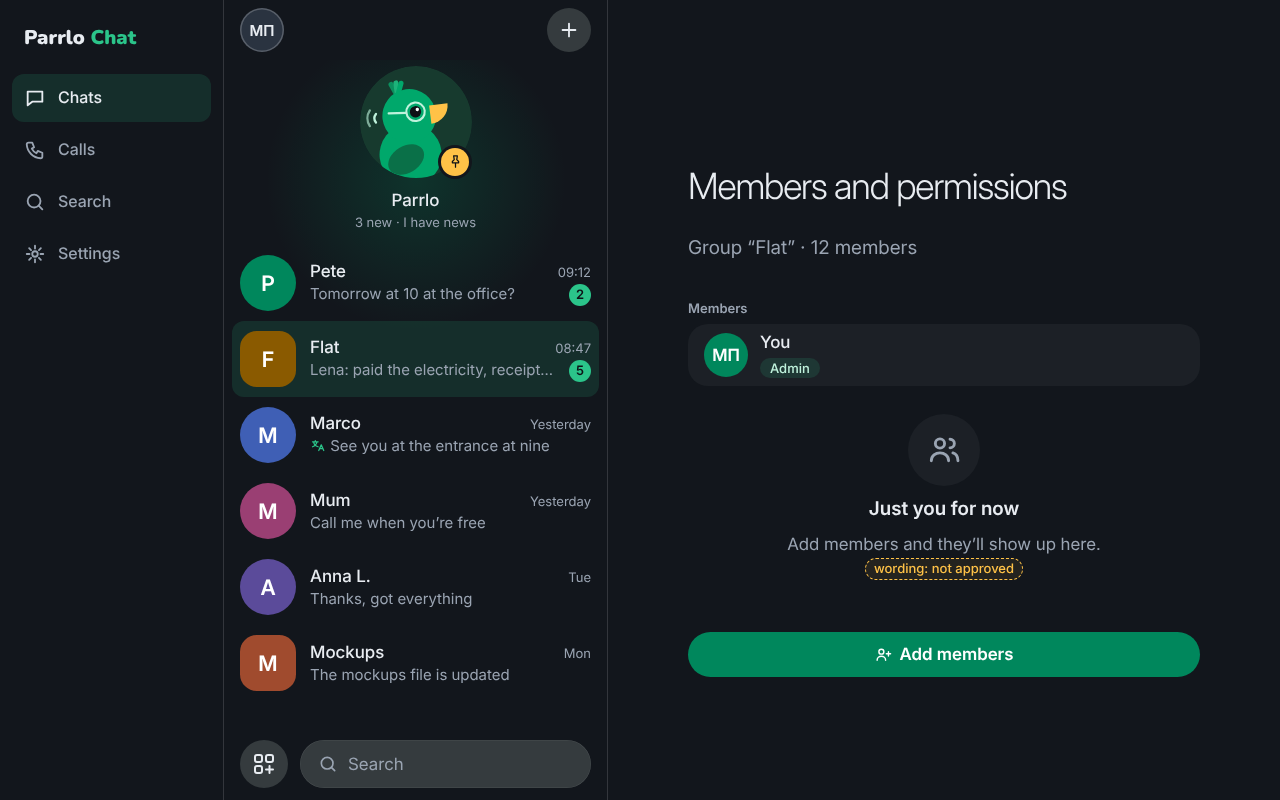 Parrlo Chat
Chats
Calls
Search
Settings
МП
Parrlo
3 new · I have news
P
Pete
09:12
Tomorrow at 10 at the office?
2
F
Flat
08:47
Lena: paid the electricity, receipt...
5
M
Marco
Yesterday
See you at the entrance at nine
M
Mum
Yesterday
Call me when you’re free
A
Anna L.
Tue
Thanks, got everything
M
Mockups
Mon
The mockups file is updated
Search
Members and permissions
Group “Flat” · 12 members
Members
МП
You
Admin
Just you for now
Add members and they’ll show up here.
wording: not approved
Add members